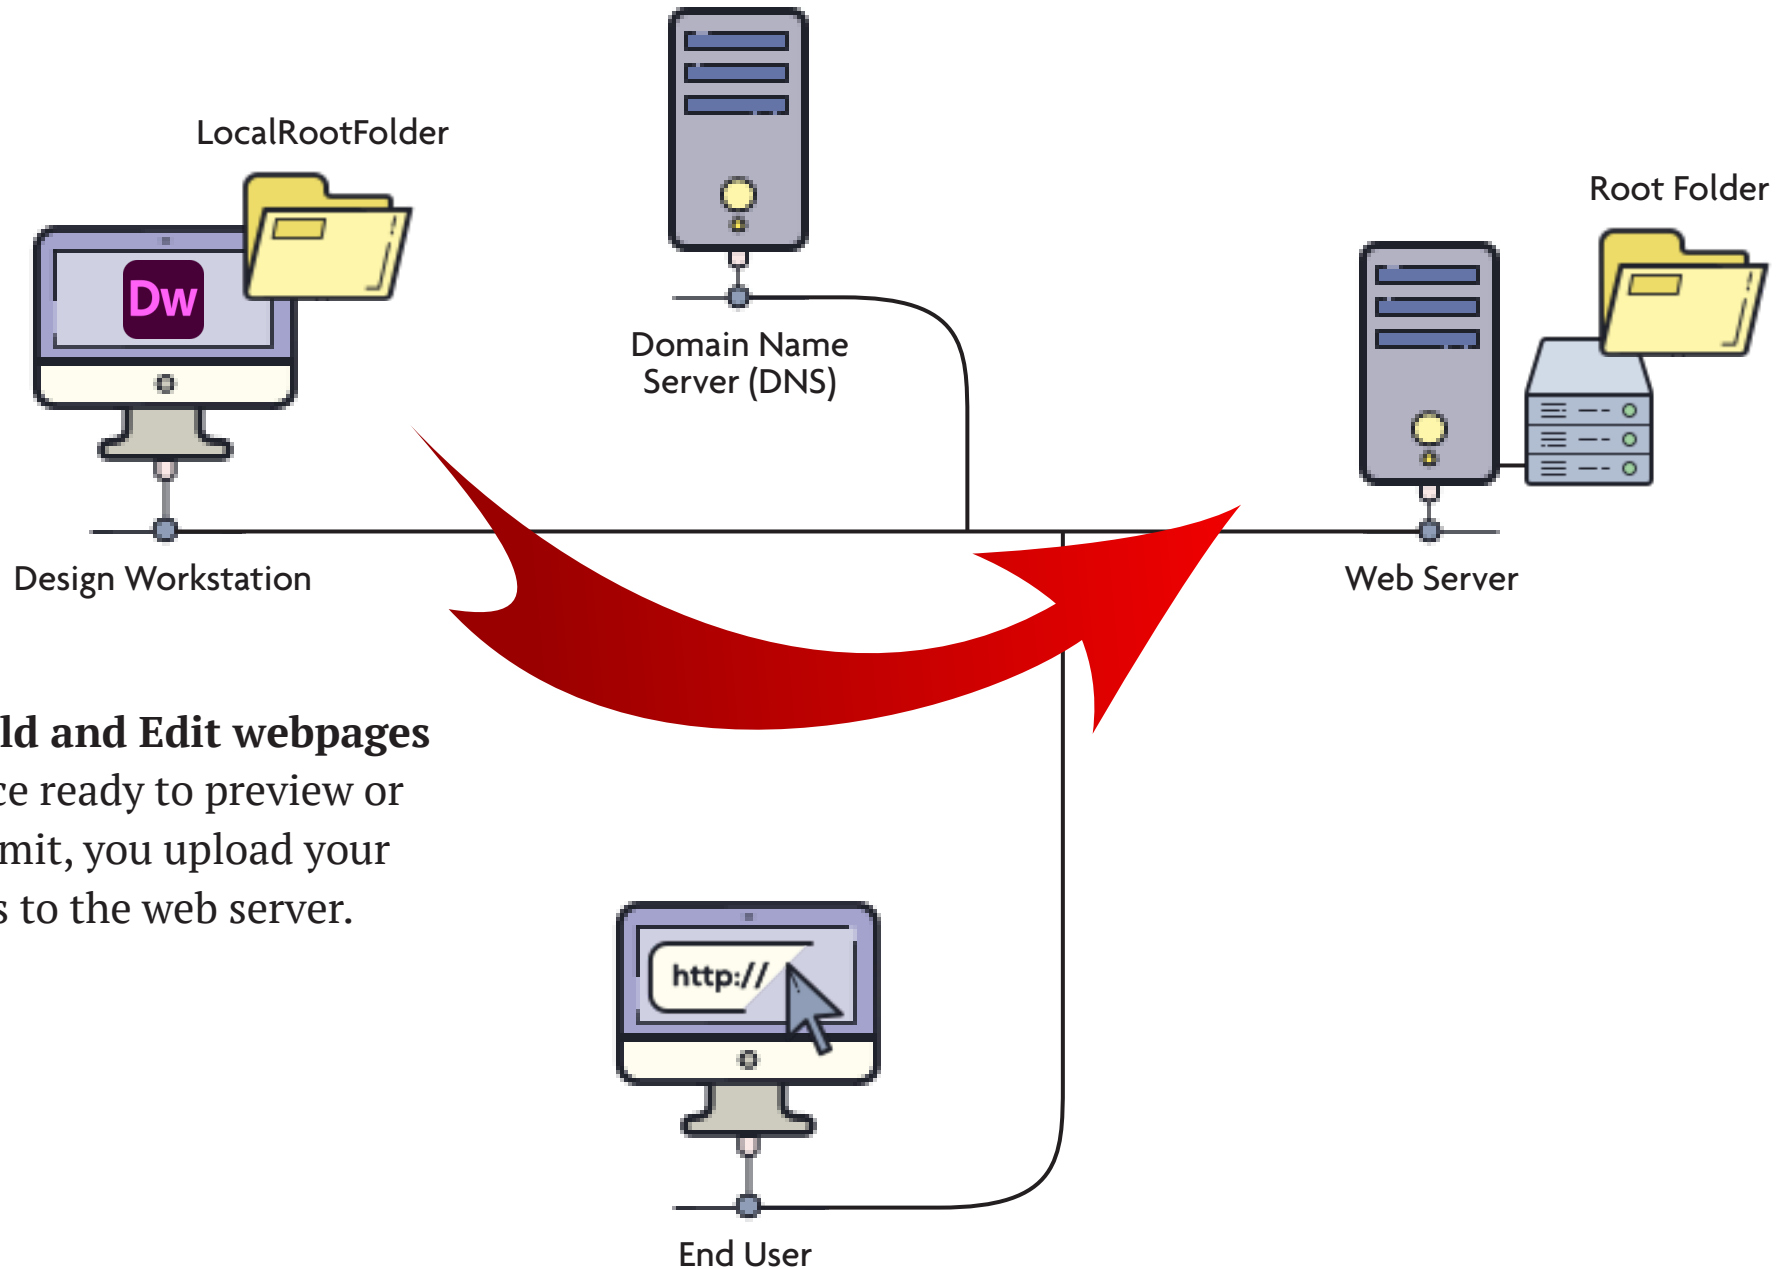 LocalRootFolder
Dw
Design Workstation
Domain Name
Server (DNS)
Root Folder
Web Server
ld and Edit webpages
ce ready to preview or
mit, you upload your
s to the web server.
http://
End User